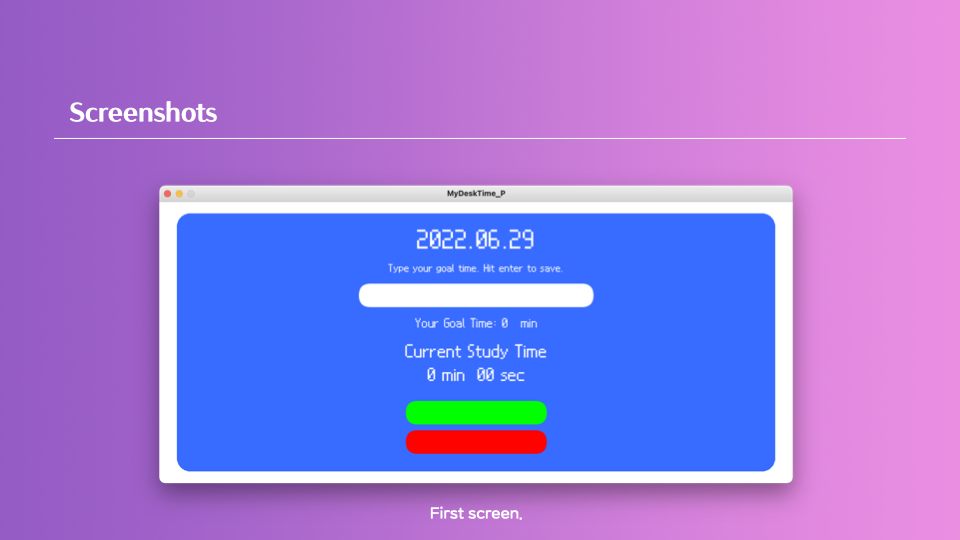 Screenshots
MyDeskTime_P
2022.06.29
Type your goal time. Hit enter to save.
Your Goal Time: 0 min
Current Study Time
0 min 00 sec
First screen.